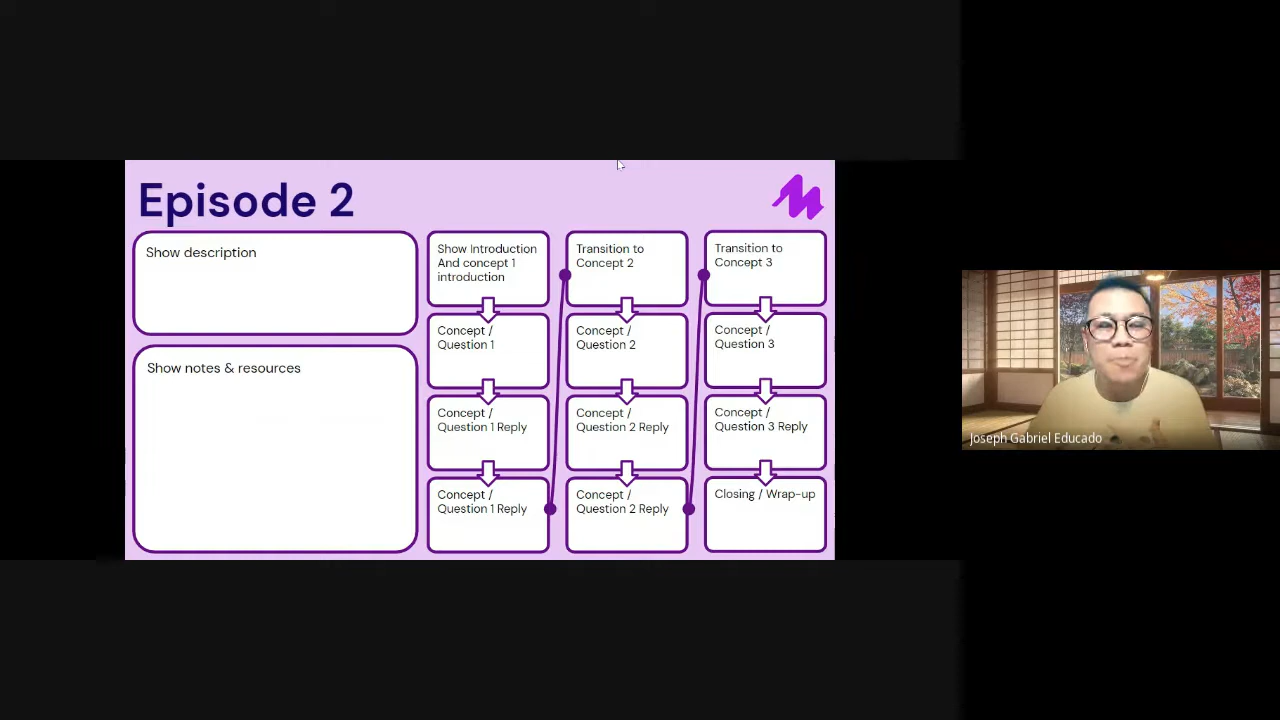 Episode 2
Show description
Show notes & resources
Show Introduction
And concept 1
introduction
Concept /
Question 1
Concept /
Question 1 Reply
Concept /
Question 1 Reply
Transition to
Concept 2
Concept /
Question 2
Concept /
Question 2 Reply
Concept /
Question 2 Reply
Transition to
Concept 3
Concept /
Question 3
Concept /
Question 3 Reply
Closing / Wrap-up
Joseph Gabriel Educado